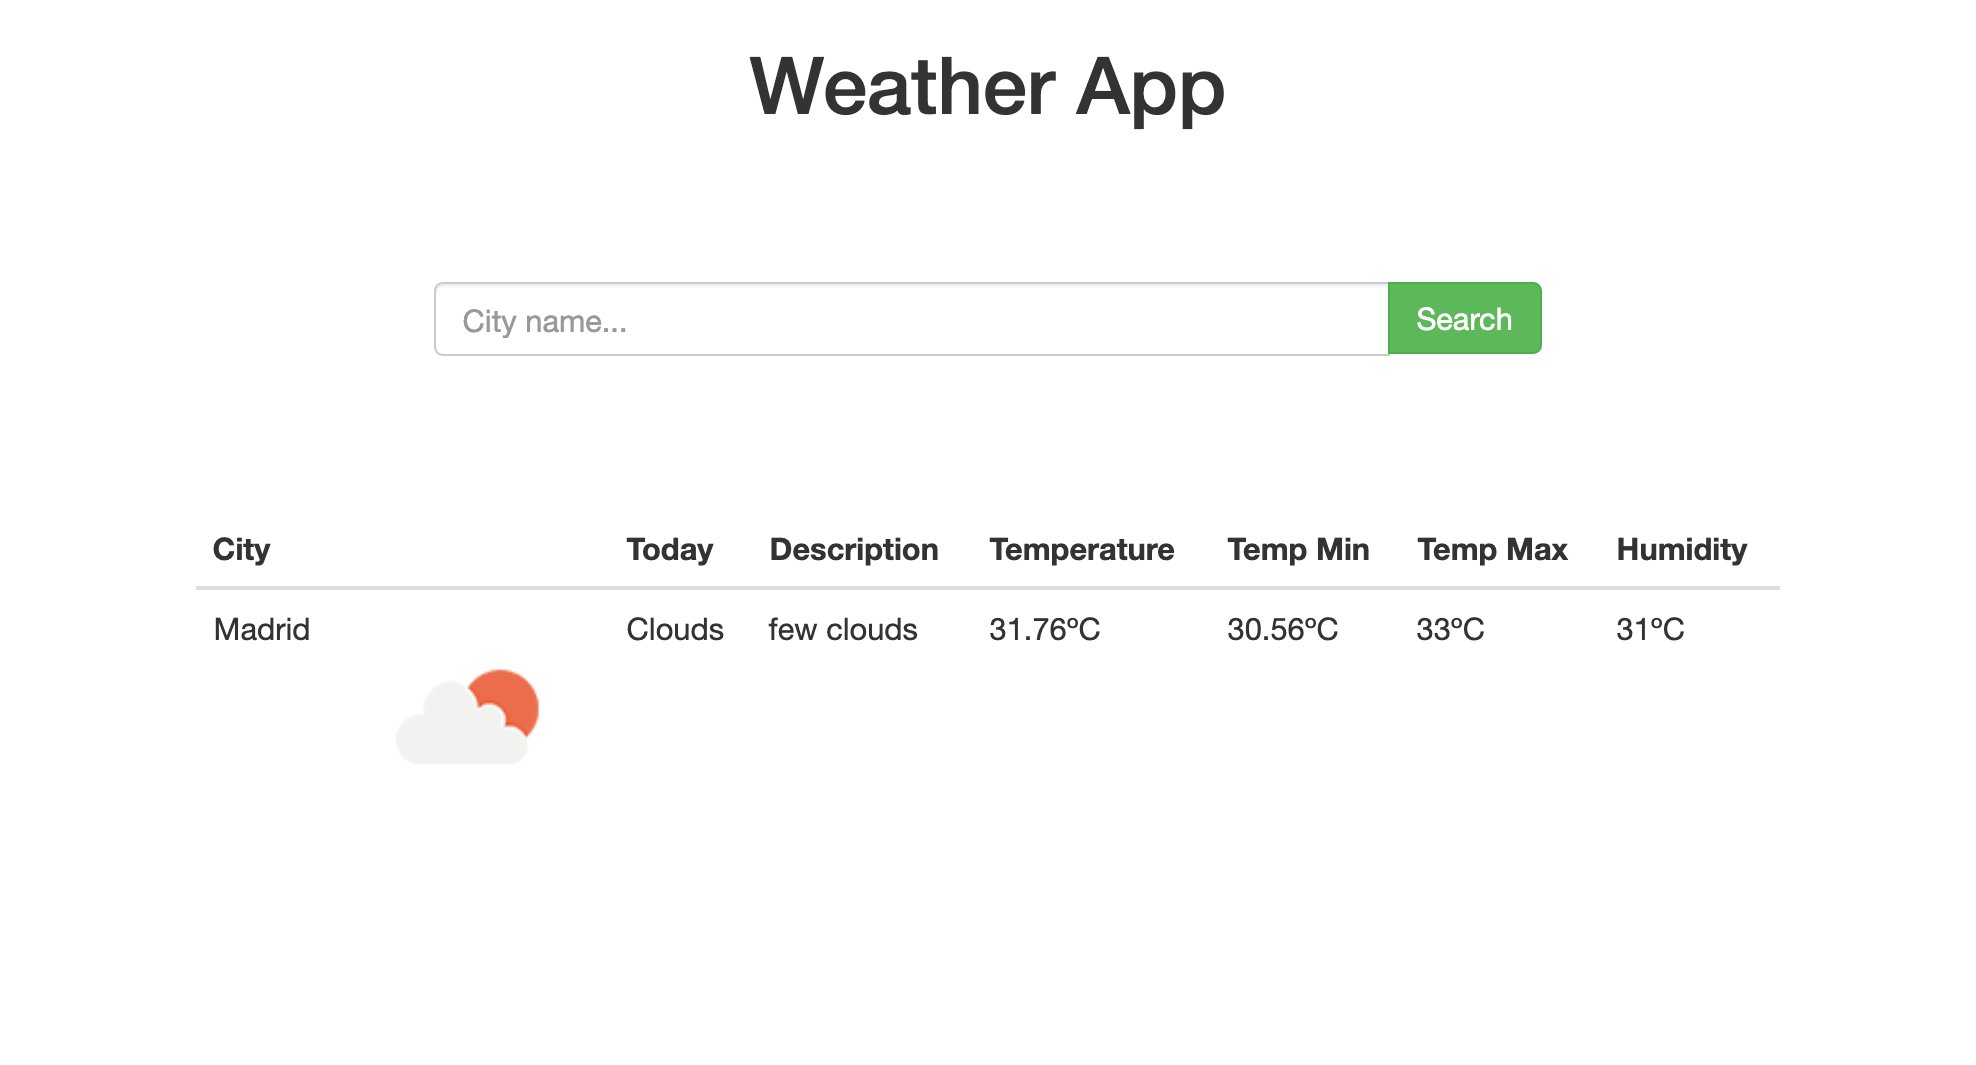 Weather App
City name...
Search
City Today Description Temperature Temp Min Temp Max Humidity
Madrid Clouds few clouds 31.76ºC 30.56ºC 33ºC 31ºC